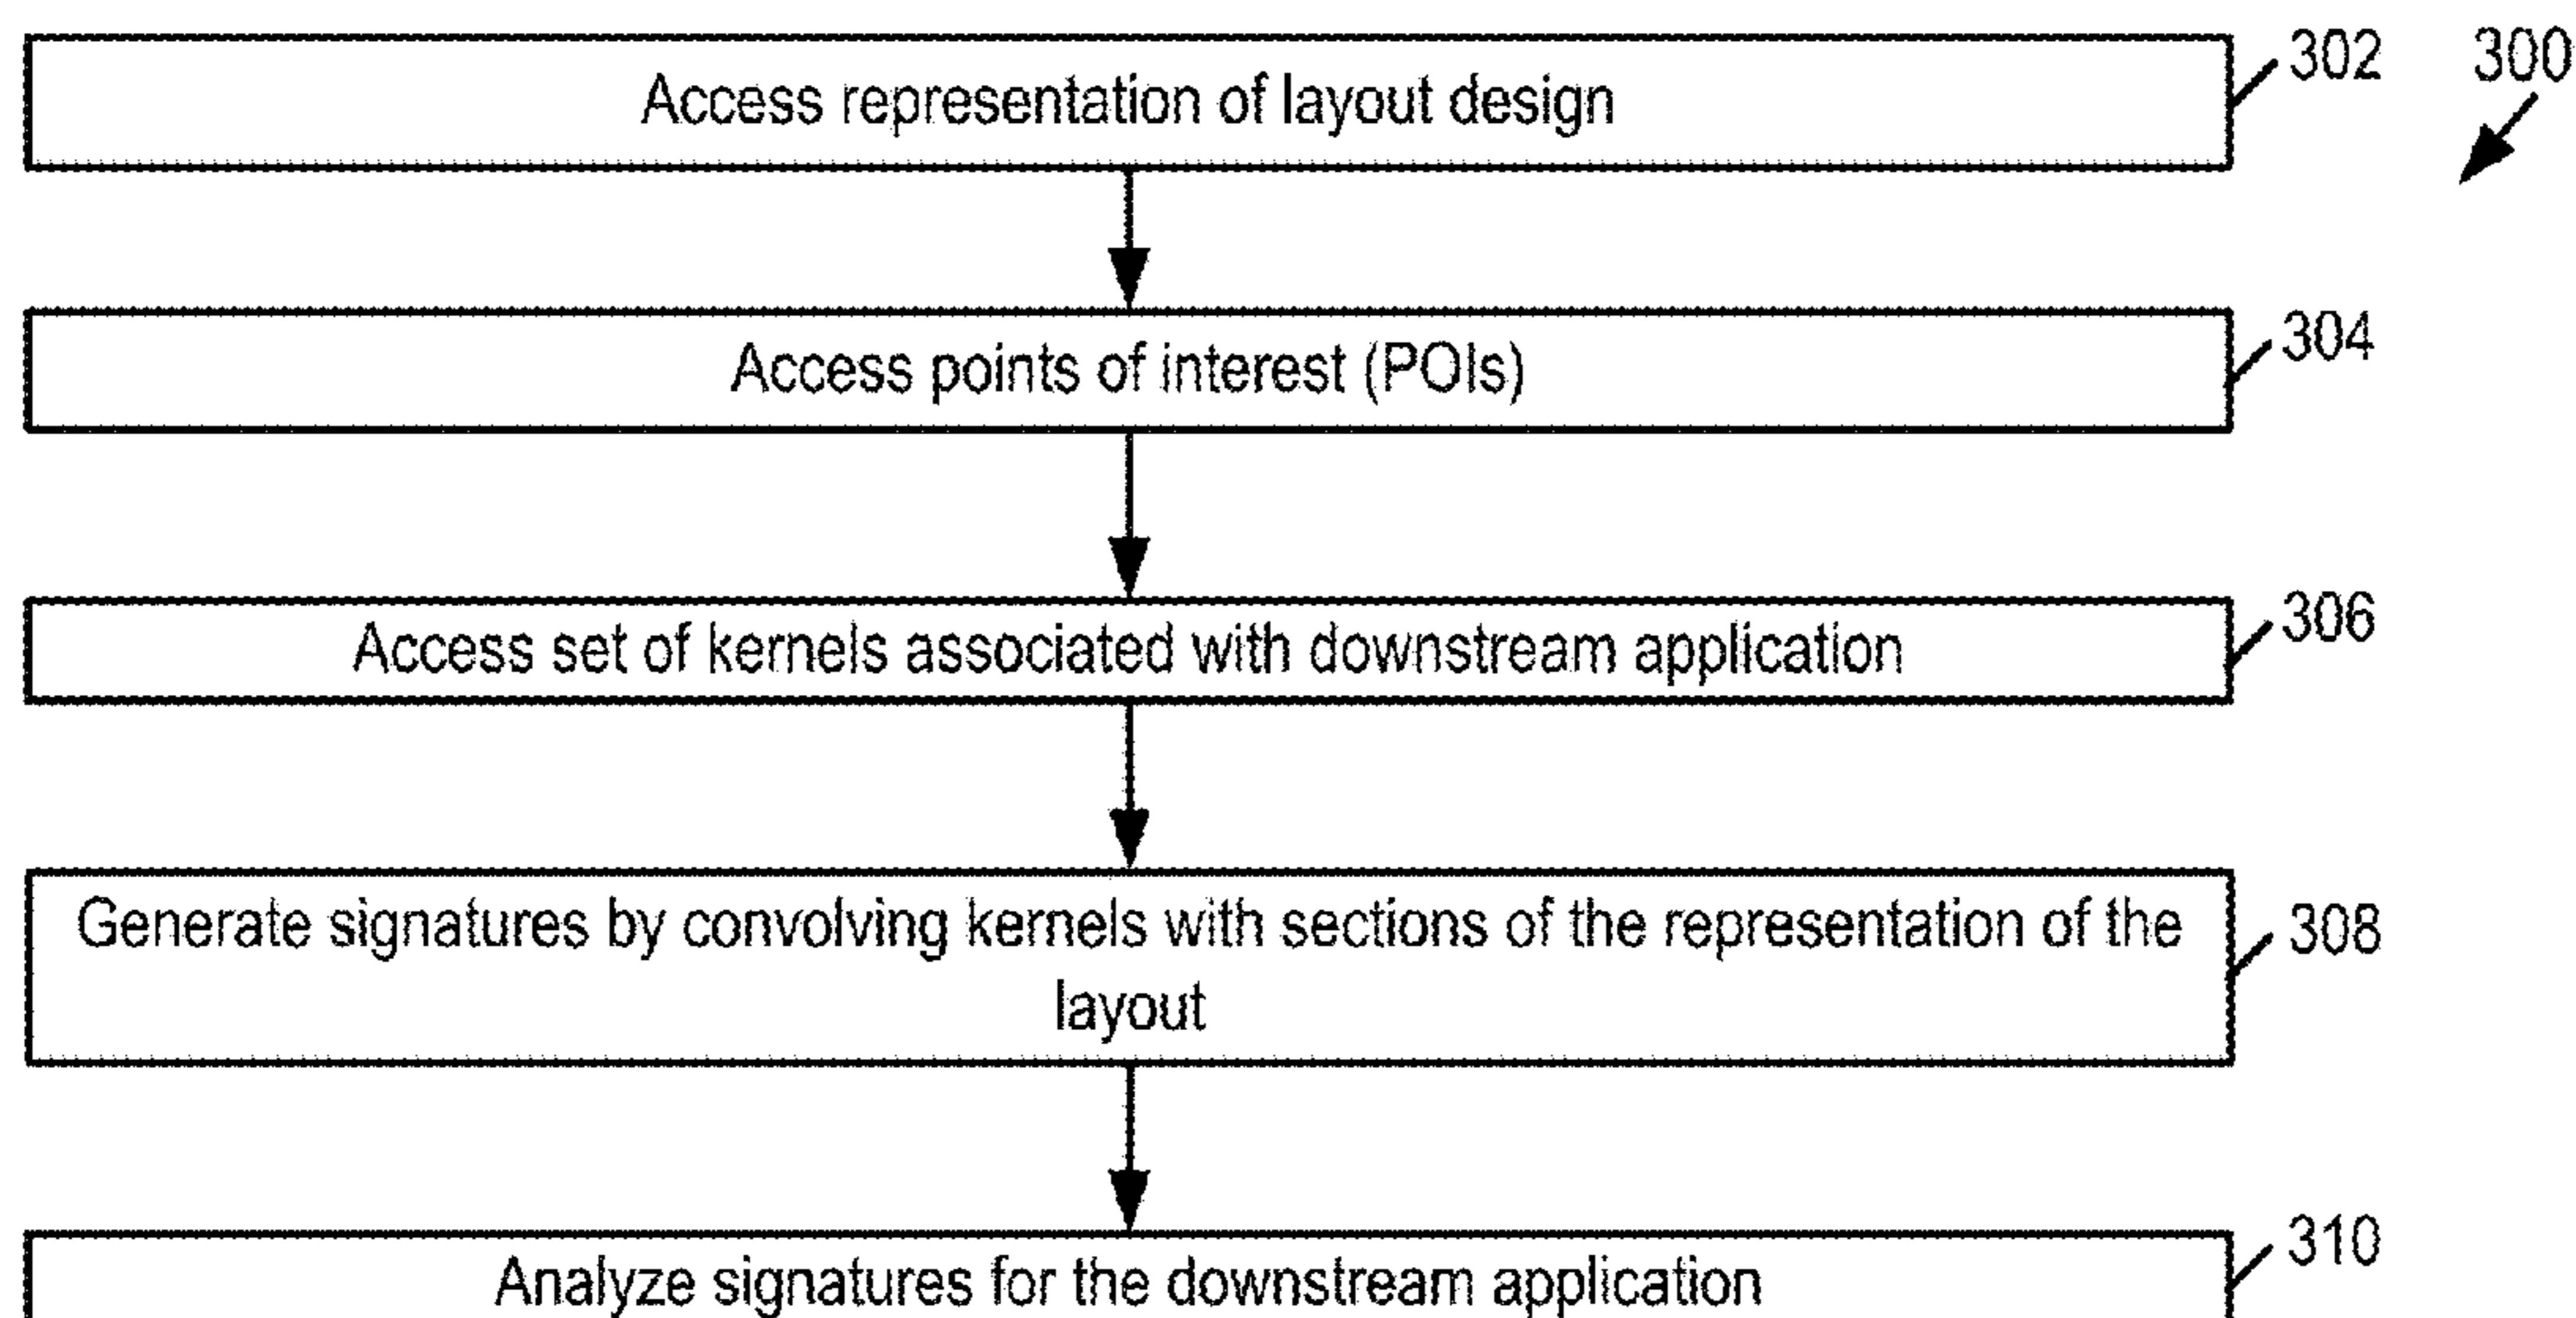 Access representation of layout design
302
300
Access points of interest (POIs)
304
Access set of kernels associated with downstream application
306
Generate signatures by convolving kernels with sections of the representation of the
layout
308
Analyze signatures for the downstream application
310